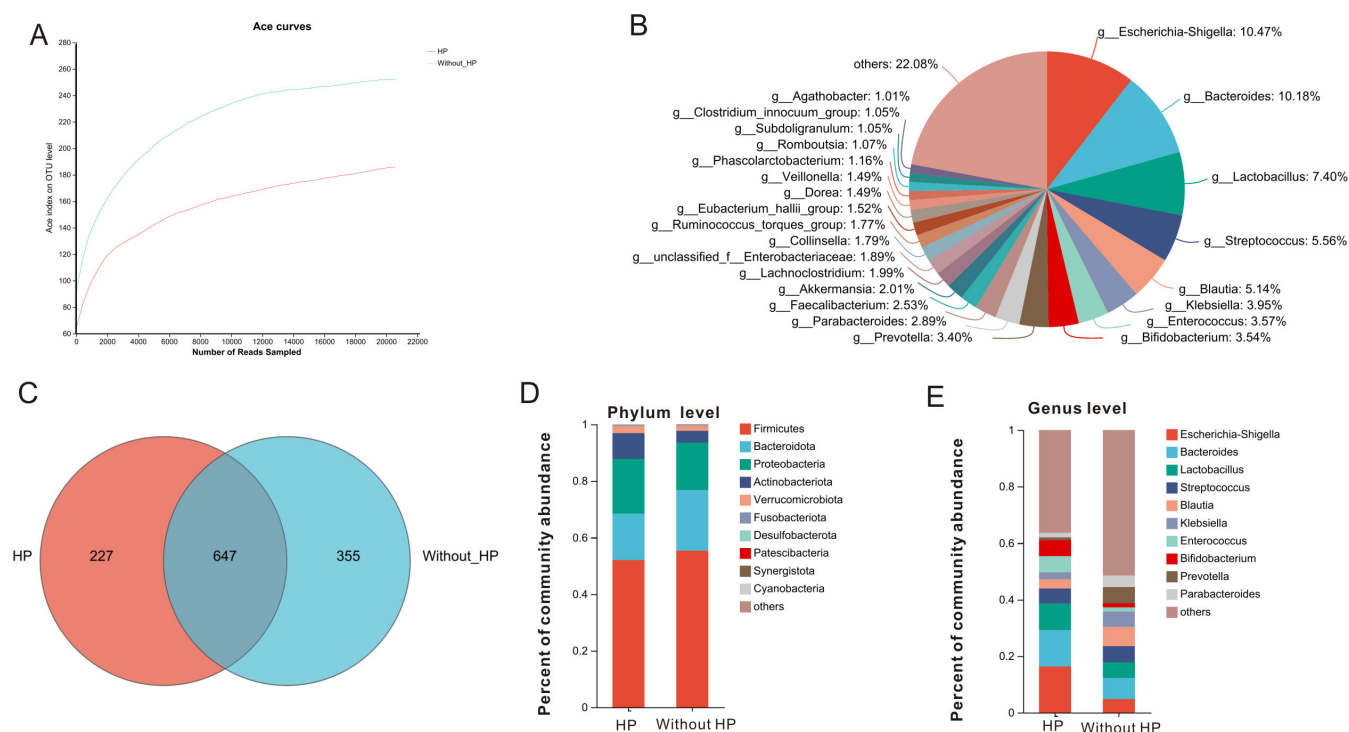 A
Ace curves
HP
Without_HP
Ace index on OTU level
280
260
240
220
200
180
160
140
120
100
80
60
0
2000
4000
6000
8000
10000
12000
14000
16000
18000
20000
22000
Number of Reads Sampled
B
g__Escherichia-Shigella: 10.47%
g__Bacteroides: 10.18%
g__Lactobacillus: 7.40%
g__Streptococcus: 5.56%
g__Blautia: 5.14%
g__Klebsiella: 3.95%
g__Enterococcus: 3.57%
g__Bifidobacterium: 3.54%
others: 22.08%
g__Agathobacter: 1.01%
g__Clostridium_innocuum_group: 1.05%
g__Subdoligranulum: 1.05%
g__Romboutsia: 1.07%
g__Phascolarctobacterium: 1.16%
g__Veillonella: 1.49%
g__Dorea: 1.49%
g__Eubacterium_hallii_group: 1.52%
g__Ruminococcus_torques_group: 1.77%
g__Collinsella: 1.79%
g__unclassified_f__Enterobacteriaceae: 1.89%
g__Lachnoclostridium: 1.99%
g__Akkermansia: 2.01%
g__Faecalibacterium: 2.53%
g__Parabacteroides: 2.89%
g__Prevotella: 3.40%
C
HP
227
647
355
Without_HP
D
Phylum level
Percent of community abundance
1
0.8
0.6
0.4
0.2
0
HP
Without HP
Firmicutes
Bacteroidota
Proteobacteria
Actinobacteriota
Verrucomicrobiota
Fusobacteriota
Desulfobacterota
Patescibacteria
Synergistota
Cyanobacteria
others
E
Genus level
Percent of community abundance
1
0.8
0.6
0.4
0.2
0
HP
Without HP
Escherichia-Shigella
Bacteroides
Lactobacillus
Streptococcus
Blautia
Klebsiella
Enterococcus
Bifidobacterium
Prevotella
Parabacteroides
others